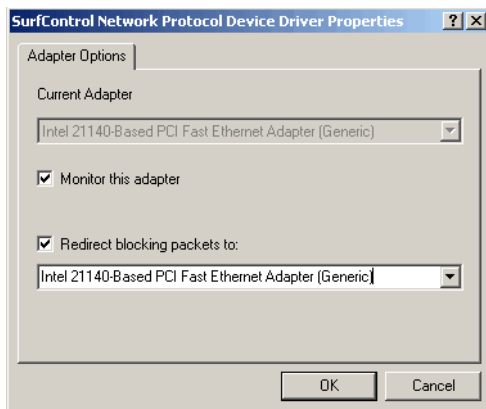 SurfControl Network Protocol Device Driver Properties
Adapter Options
Current Adapter
Intel 21140-Based PCI Fast Ethernet Adapter (Generic)
Monitor this adapter
Redirect blocking packets to:
Intel 21140-Based PCI Fast Ethernet Adapter (Generic)
OK Cancel